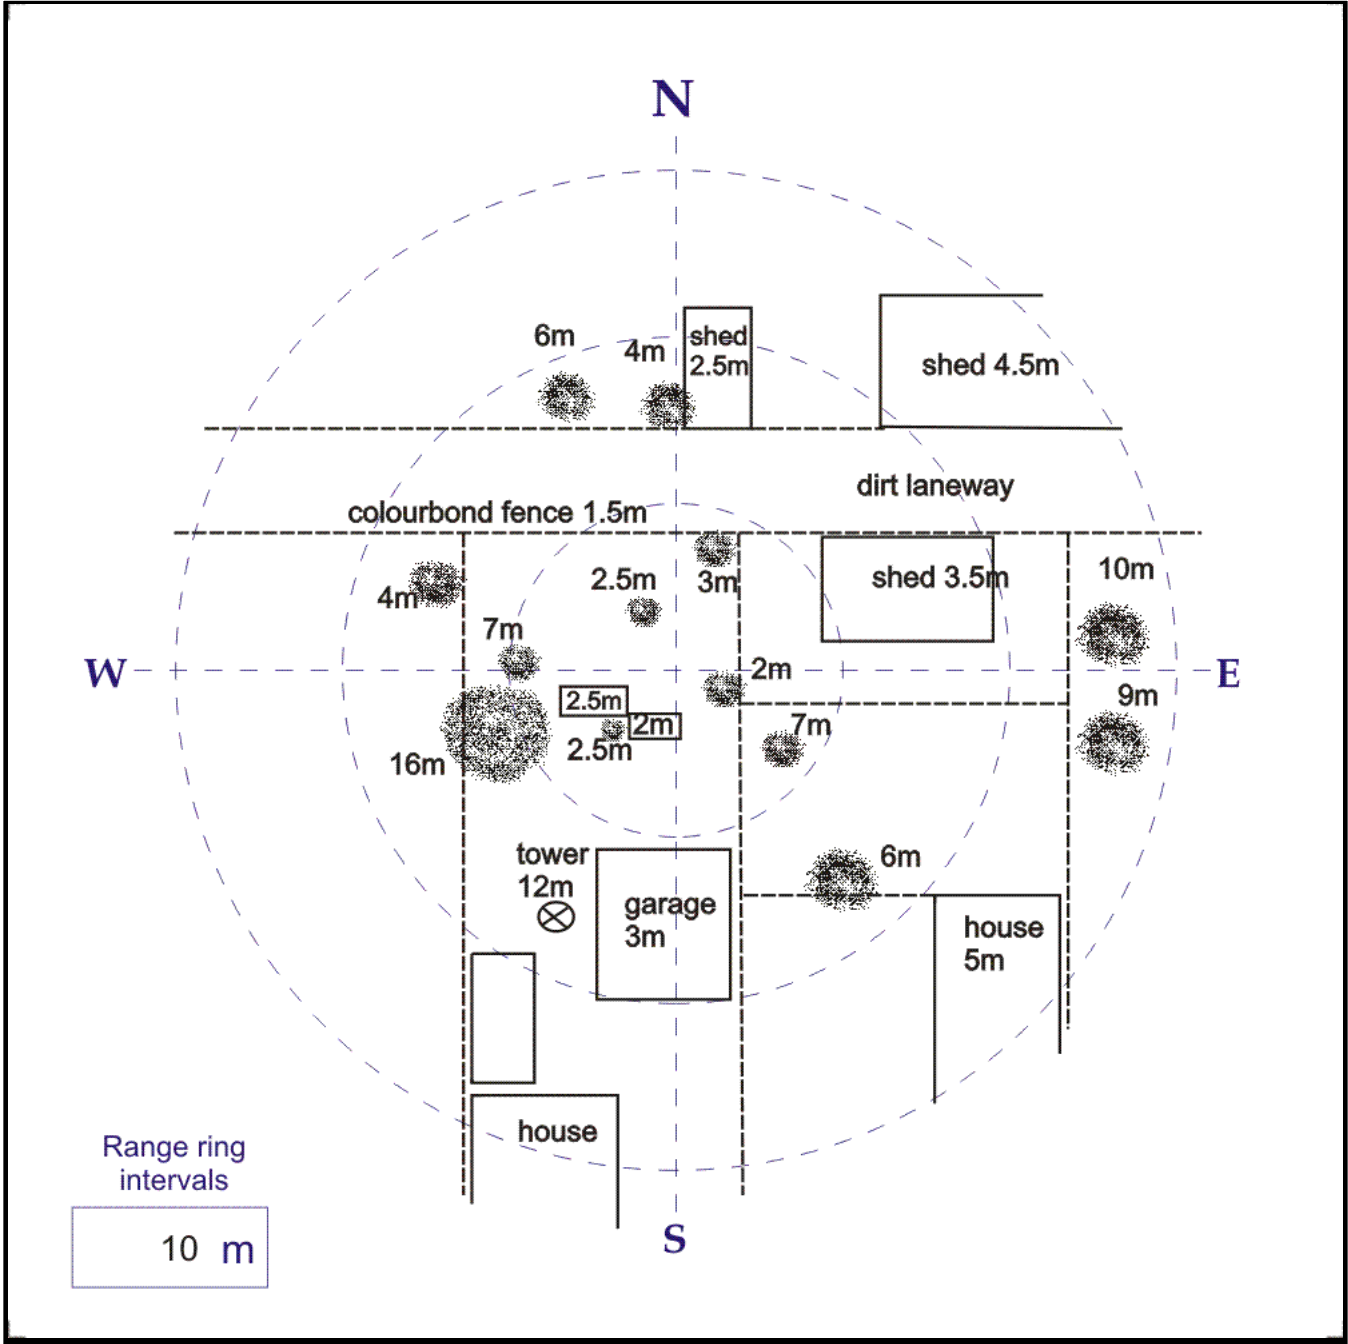 N
6m
4m
shed
2.5m
shed 4.5m
dirt laneway
colourbond fence 1.5m
2.5m
3m
shed 3.5m
10m
4m
7m
W
2m
E
2.5m
9m
2m
7m
2.5m
16m
tower
12m
6m
garage
3m
house
5m
house
Range ring
intervals
10 m
S